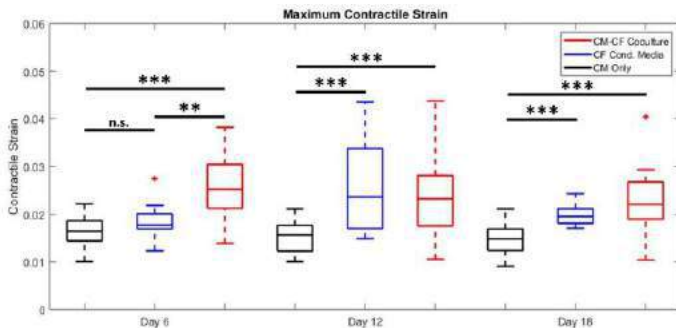 Maximum Contractile Strain
0.06
0.05
0.04
0.03
0.02
0.01
0
Contractile Strain
CM-CF Coculture
CF Cond. Media
CM Only
***
**
n.s.
***
***
***
***
Day 6
Day 12
Day 18